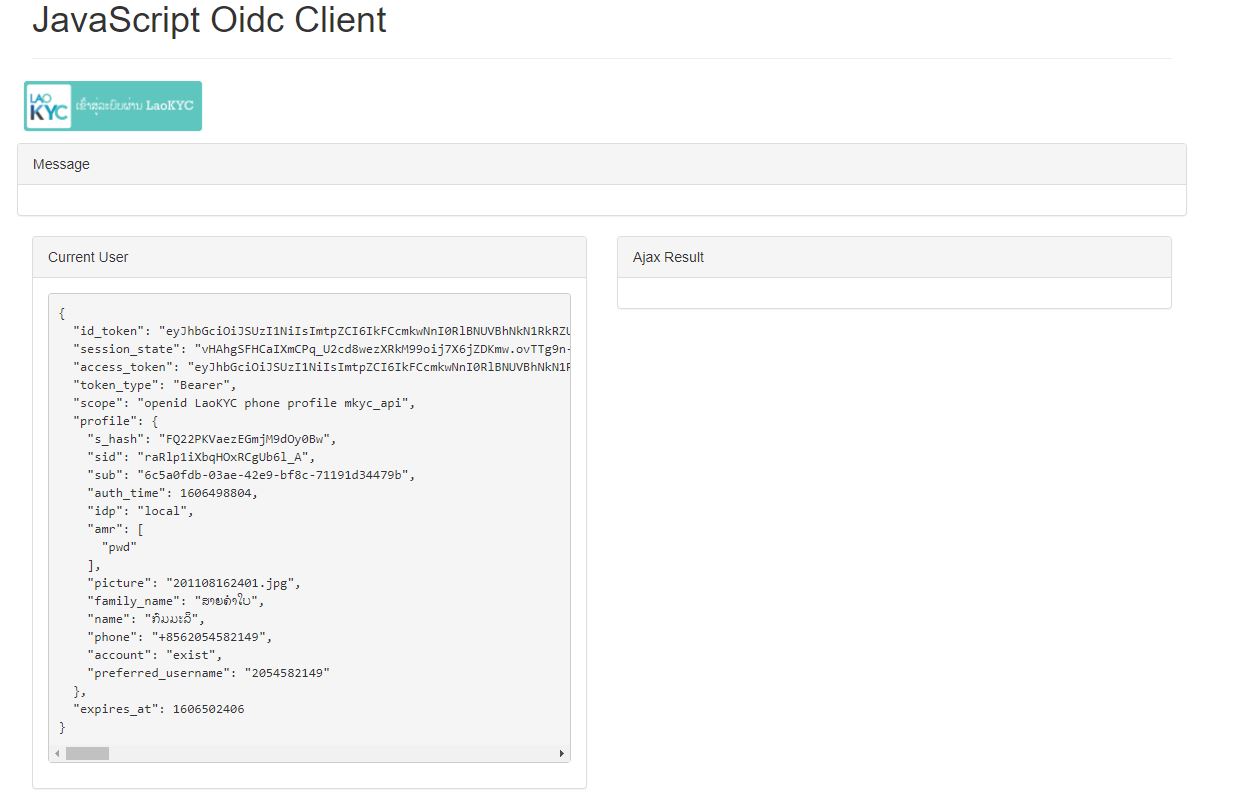 JavaScript Oidc Client
LAO
KYC
ເຂົ້າສູ່ລະບົບຜ່ານ LaoKYC
Message
Current User
{
"id_token": "eyJhbGciOiJSUzI1NiIsImtpZCI6IkFCcmkwNnI0RlBNUVBhNkN1RkRZU
"session_state": "vHAhgSFHCaIXmCPq_U2cd8wezXRkM99oij7X6jZDKmw.ovTTg9n-
"access_token": "eyJhbGciOiJSUzI1NiIsImtpZCI6IkFCcmkwNnI0RlBNUVBhNkN1R
"token_type": "Bearer",
"scope": "openid LaoKYC phone profile mkyc_api",
"profile": {
"s_hash": "FQ22PKVaezEGmjM9dOy0Bw",
"sid": "raRlp1iXbqHOxRCgUb6l_A",
"sub": "6c5a0fdb-03ae-42e9-bf8c-71191d34479b",
"auth_time": 1606498804,
"idp": "local",
"amr": [
"pwd"
],
"picture": "201108162401.jpg",
"family_name": "ສາຍຄຳໃບ",
"name": "ກົມມະລີ",
"phone": "+8562054582149",
"account": "exist",
"preferred_username": "2054582149"
},
"expires_at": 1606502406
}
Ajax Result